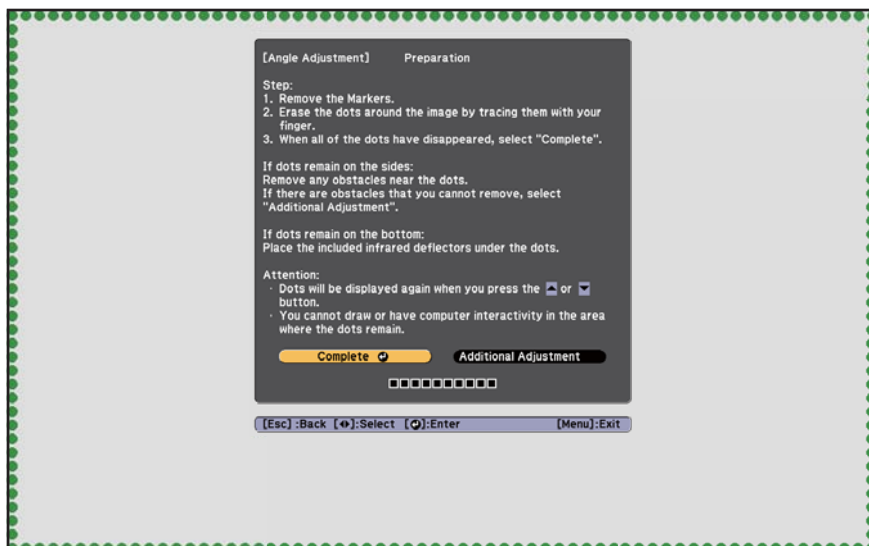 [Angle Adjustment] Preparation
Step:
1. Remove the Markers.
2. Erase the dots around the image by tracing them with your
finger.
3. When all of the dots have disappeared, select "Complete".
If dots remain on the sides:
Remove any obstacles near the dots.
If there are obstacles that you cannot remove, select
"Additional Adjustment".
If dots remain on the bottom:
Place the included infrared deflectors under the dots.
Attention:
· Dots will be displayed again when you press the ▲ or ▼
button.
· You cannot draw or have computer interactivity in the area
where the dots remain.
Complete Additional Adjustment
[Esc] :Back [◆]:Select [⏎]:Enter [Menu]:Exit